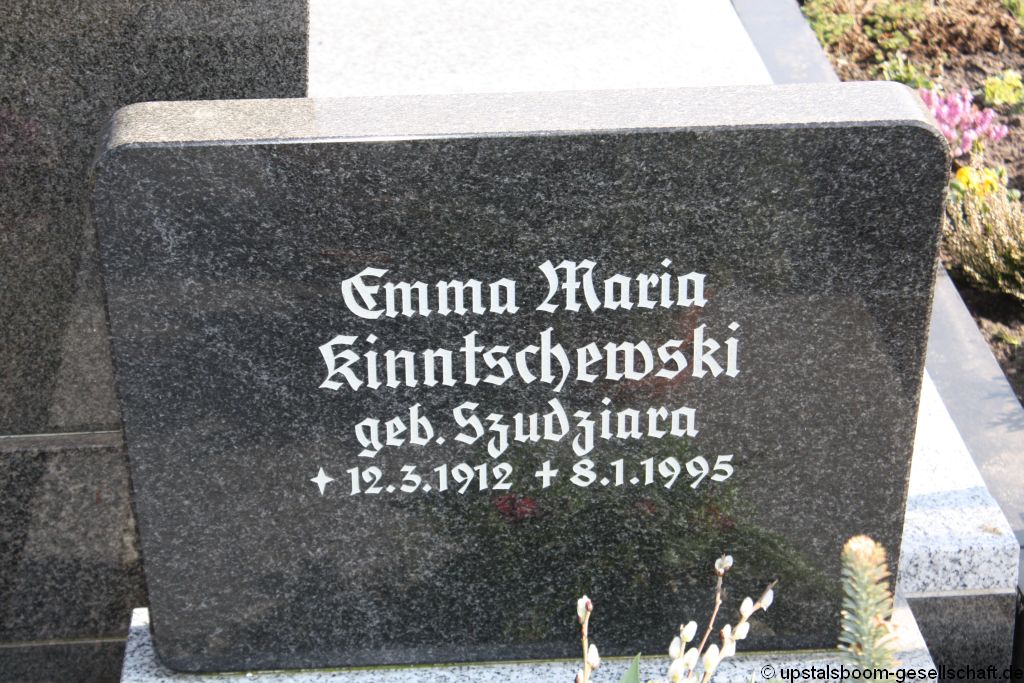 Emma Maria
Kinntschewski
geb. Szudziara
✦ 12.3.1912 + 8.1.1995
© upstalsboom-gesellschaft.de